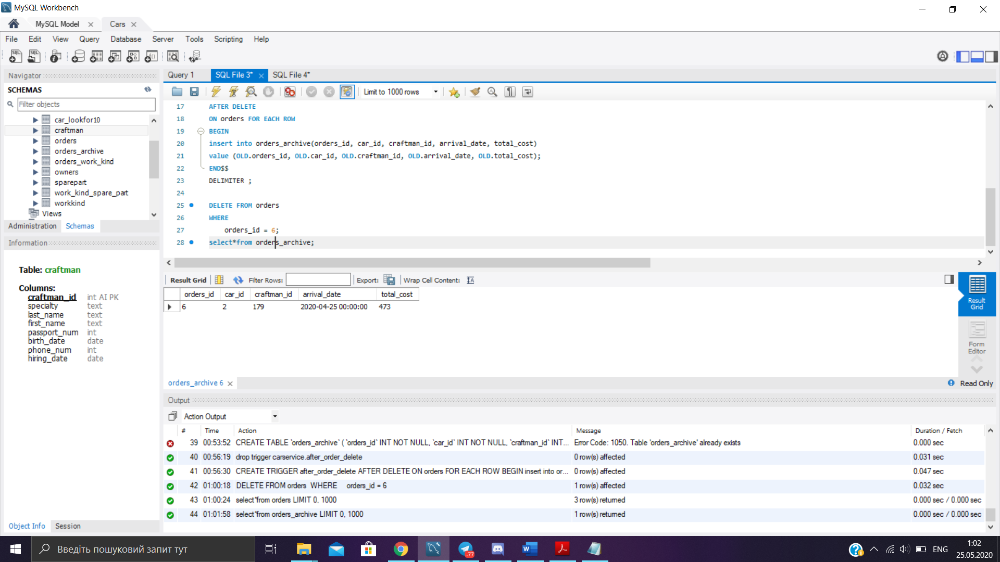 MySQL Workbench
MySQL Model
Cars
File Edit View Query Database Server Tools Scripting Help
Navigator
SCHEMAS
Filter objects
car_lookfor10
craftman
orders
orders_archive
orders_work_kind
owners
sparepart
work_kind_spare_part
workkind
Views
Administration Schemas
Information
Table: craftman
Columns:
craftman_id int AI PK
specialty text
last_name text
first_name text
passport_num int
birth_date date
phone_num int
hiring_date date
Object Info Session
Query 1 SQL File 3* SQL File 4*
Limit to 1000 rows
17 AFTER DELETE
18 ON orders FOR EACH ROW
19 BEGIN
20 insert into orders_archive(orders_id, car_id, craftman_id, arrival_date, total_cost)
21 value (OLD.orders_id, OLD.car_id, OLD.craftman_id, OLD.arrival_date, OLD.total_cost);
22 END$$
23 DELIMITER ;
24
25 DELETE FROM orders
26 WHERE
27 orders_id = 6;
28 select*from orders_archive;
Result Grid Filter Rows: Export: Wrap Cell Content:
orders_id car_id craftman_id arrival_date total_cost
6 2 179 2020-04-25 00:00:00 473
Result Grid
Form Editor
orders_archive 6
Read Only
Output
Action Output
# Time Action Message Duration / Fetch
39 00:53:52 CREATE TABLE `orders_archive` ( `orders_id` INT NOT NULL, `car_id` INT NOT NULL, `craftman_id` INT... Error Code: 1050. Table 'orders_archive' already exists 0.000 sec
40 00:56:19 drop trigger carservice.after_order_delete 0 row(s) affected 0.031 sec
41 00:56:30 CREATE TRIGGER after_order_delete AFTER DELETE ON orders FOR EACH ROW BEGIN insert into or... 0 row(s) affected 0.047 sec
42 01:00:18 DELETE FROM orders WHERE orders_id = 6 1 row(s) affected 0.032 sec
43 01:00:24 select*from orders LIMIT 0, 1000 3 row(s) returned 0.000 sec / 0.000 sec
44 01:01:58 select*from orders_archive LIMIT 0, 1000 1 row(s) returned 0.000 sec / 0.000 sec
Введіть пошуковий запит тут
..77
ENG
1:02
25.05.2020